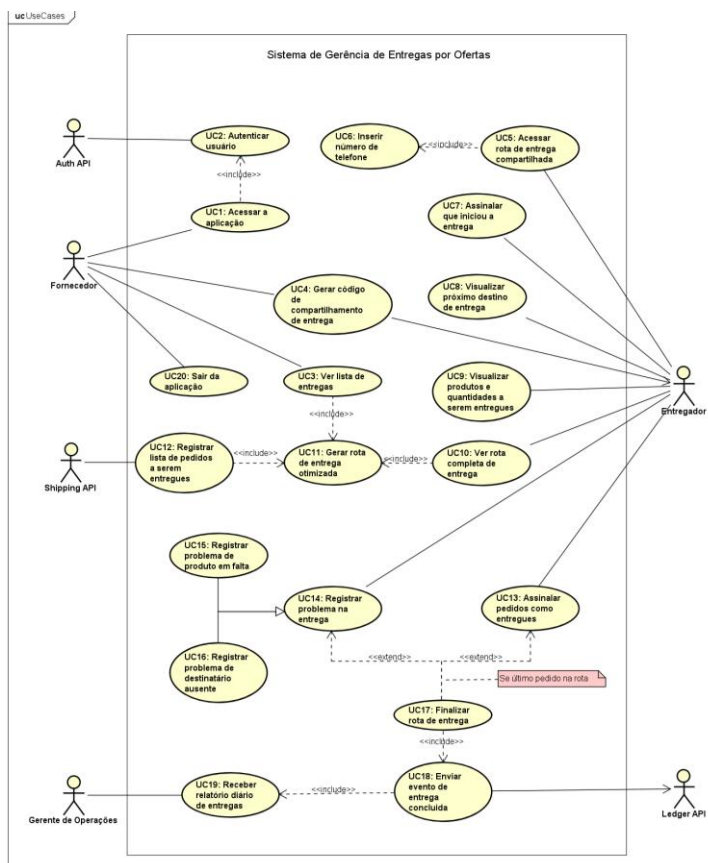 uc UseCases
Sistema de Gerência de Entregas por Ofertas
Auth API
UC2: Autenticar
usuário
UC6: Inserir
número de
telefone
<<include>>
UC5: Acessar
rota de entrega
compartilhada
<<include>>
UC1: Acessar a
aplicação
UC7: Assinalar
que iniciou a
entrega
Fornecedor
UC4: Gerar código
de
compartilhamento
de entrega
UC8: Visualizar
próximo destino
de entrega
UC20: Sair da
aplicação
UC3: Ver lista de
entregas
UC9: Visualizar
produtos e
quantidades a
serem entregues
Entregador
<<include>>
UC12: Registrar
lista de pedidos
a serem
entregues
<<include>>
UC11: Gerar rota
de entrega
otimizada
<<include>>
UC10: Ver rota
completa de
entrega
Shipping API
UC15: Registrar
problema de
produto em falta
UC14: Registrar
problema na
entrega
UC13: Assinalar
pedidos como
entregues
UC16: Registrar
problema de
destinatário
ausente
<<extend>>
<<extend>>
Se último pedido na rota
UC17: Finalizar
rota de entrega
<<include>>
UC19: Receber
relatório diário
de entregas
<<include>>
UC18: Enviar
evento de
entrega
concluida
Gerente de Operações
Ledger API